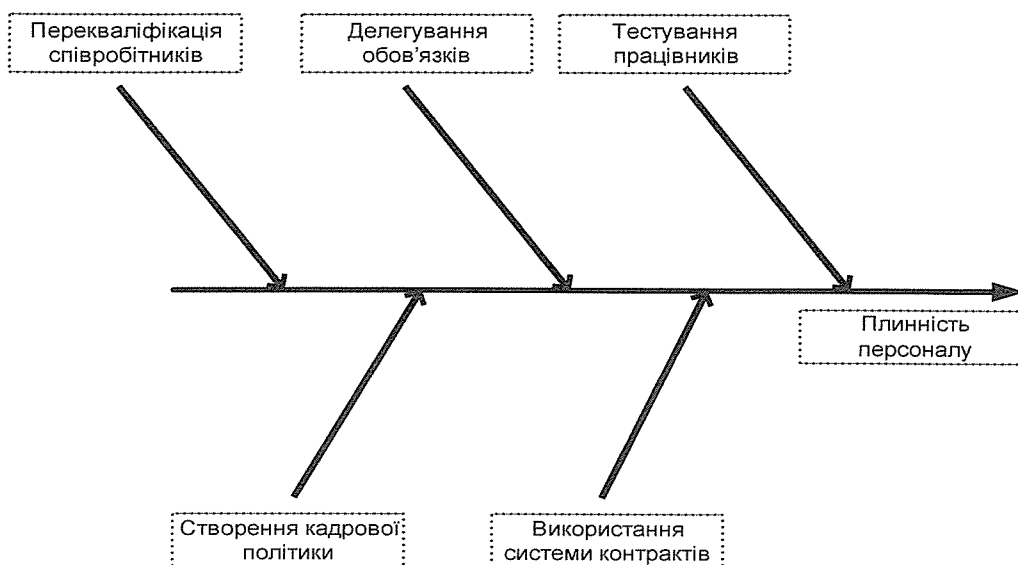 Перекваліфікація
співробітників
Делегування
обов'язків
Тестування
працівників
Плинність
персоналу
Створення кадрової
політики
Використання
системи контрактів